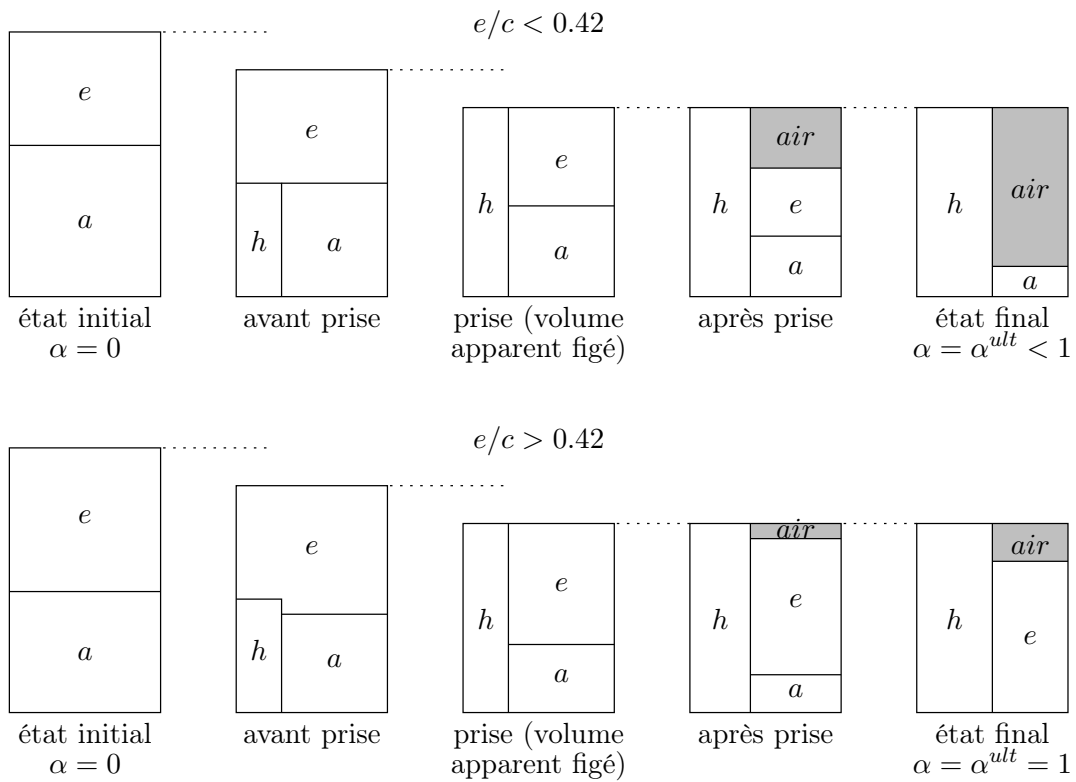 e/c < 0.42
e
a
e
h
a
h
e
a
h
air
e
a
h
air
a
état initial
α = 0
avant prise
prise (volume
apparent figé)
après prise
état final
α = α^{ult} < 1
e/c > 0.42
e
a
e
h
a
h
e
a
h
air
e
a
h
air
e
état initial
α = 0
avant prise
prise (volume
apparent figé)
après prise
état final
α = α^{ult} = 1